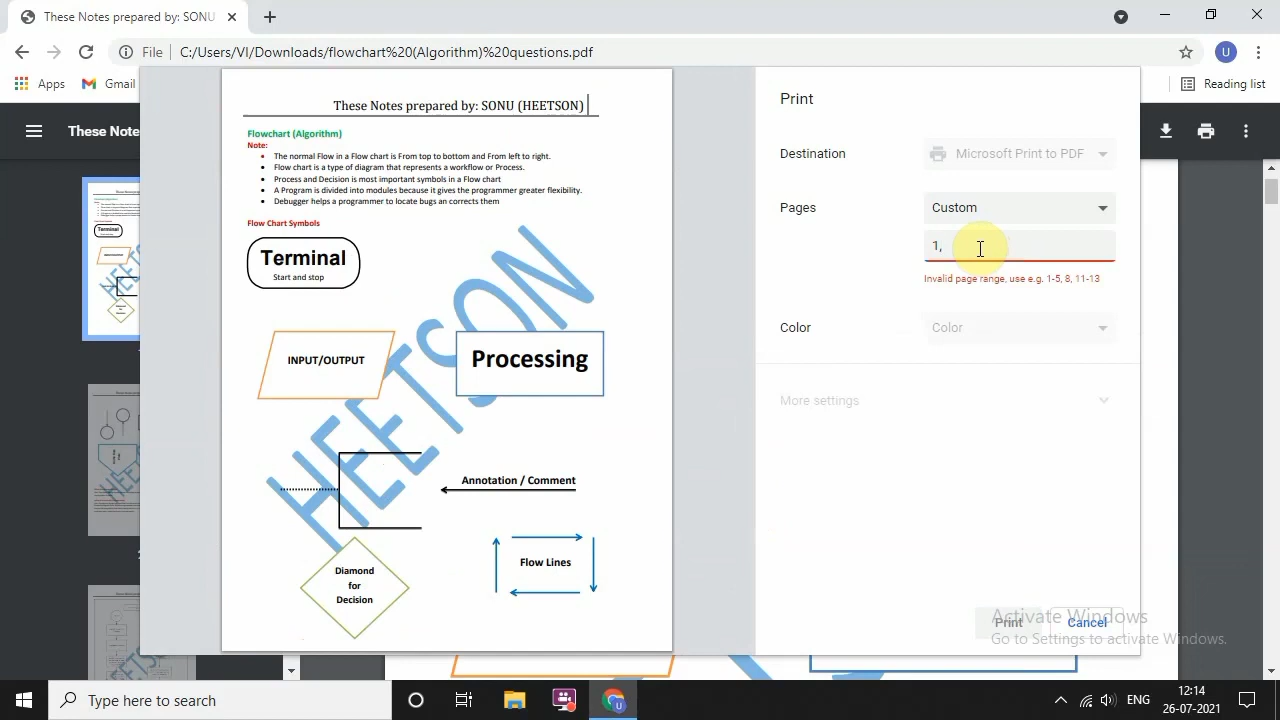 These Notes prepared by: SONU
File
C:/Users/VI/Downloads/flowchart%20(Algorithm)%20questions.pdf
U
Apps
Gmail
Reading list
These Note
These Notes prepared by: SONU (HEETSON)
Flowchart (Algorithm)
Note:
• The normal Flow in a Flow chart is From top to bottom and From left to right.
• Flow chart is a type of diagram that represents a workflow or Process.
• Process and Decision is most important symbols in a Flow chart
• A Program is divided into modules because it gives the programmer greater flexibility.
• Debugger helps a programmer to locate bugs an corrects them
Flow Chart Symbols
Terminal
Start and stop
INPUT/OUTPUT
Processing
Annotation / Comment
Diamond
for
Decision
Flow Lines
HEETSON
Print
Destination
Microsoft Print to PDF
Pages
Custom
1,
Invalid page range, use e.g. 1-5, 8, 11-13
Color
Color
More settings
Print
Cancel
Activate Windows
Go to Settings to activate Windows.
Terminal
HEETS
Type here to search
U
ENG
12:14
26-07-2021